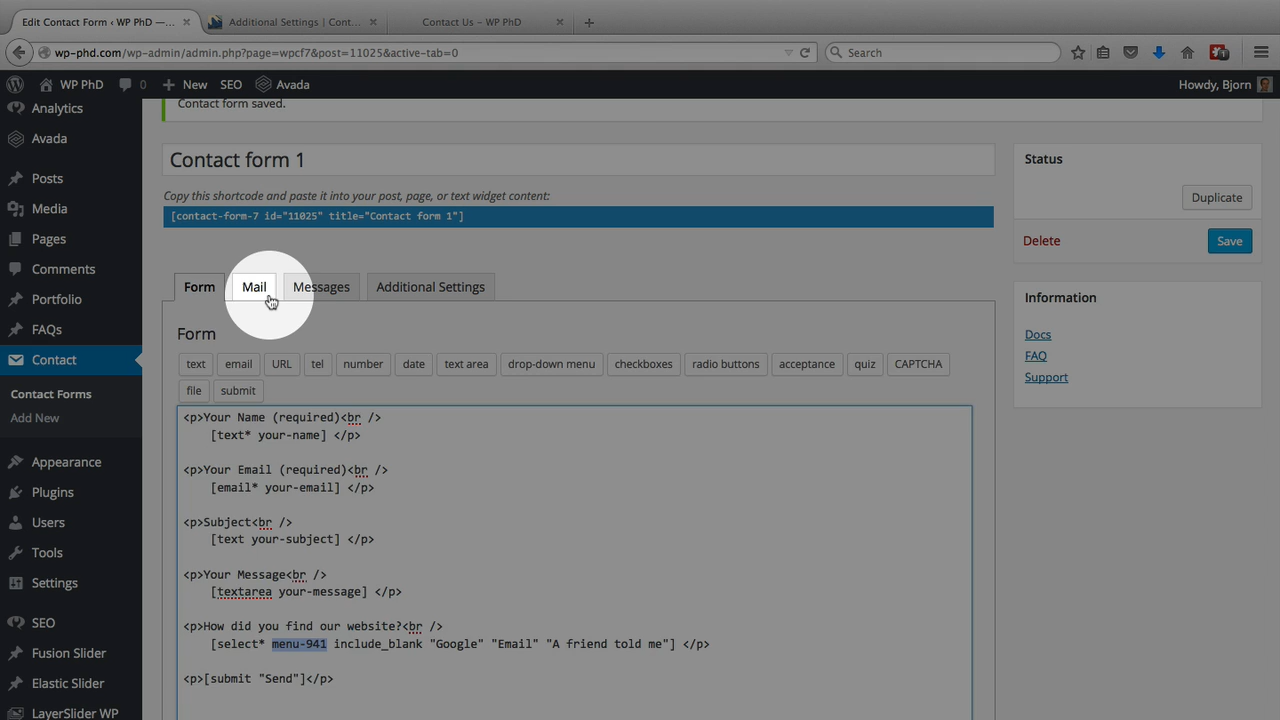 Edit Contact Form ‹ WP PhD —...
Additional Settings | Cont...
Contact Us – WP PhD
wp-phd.com/wp-admin/admin.php?page=wpcf7&post=11025&active-tab=0
Search
1
WP PhD
0
New
SEO
Avada
Howdy, Bjorn
Analytics
Avada
Posts
Media
Pages
Comments
Portfolio
FAQs
Contact
Contact Forms
Add New
Appearance
Plugins
Users
Tools
Settings
SEO
Fusion Slider
Elastic Slider
LayerSlider WP
Contact form saved.
Contact form 1
Copy this shortcode and paste it into your post, page, or text widget content:
[contact-form-7 id="11025" title="Contact form 1"]
Form
Mail
Messages
Additional Settings
Form
text
email
URL
tel
number
date
text area
drop-down menu
checkboxes
radio buttons
acceptance
quiz
CAPTCHA
file
submit
<p>Your Name (required)<br />
[text* your-name] </p>
<p>Your Email (required)<br />
[email* your-email] </p>
<p>Subject<br />
[text your-subject] </p>
<p>Your Message<br />
[textarea your-message] </p>
<p>How did you find our website?<br />
[select* menu-941 include_blank "Google" "Email" "A friend told me"] </p>
<p>[submit "Send"]</p>
Status
Duplicate
Delete
Save
Information
Docs
FAQ
Support